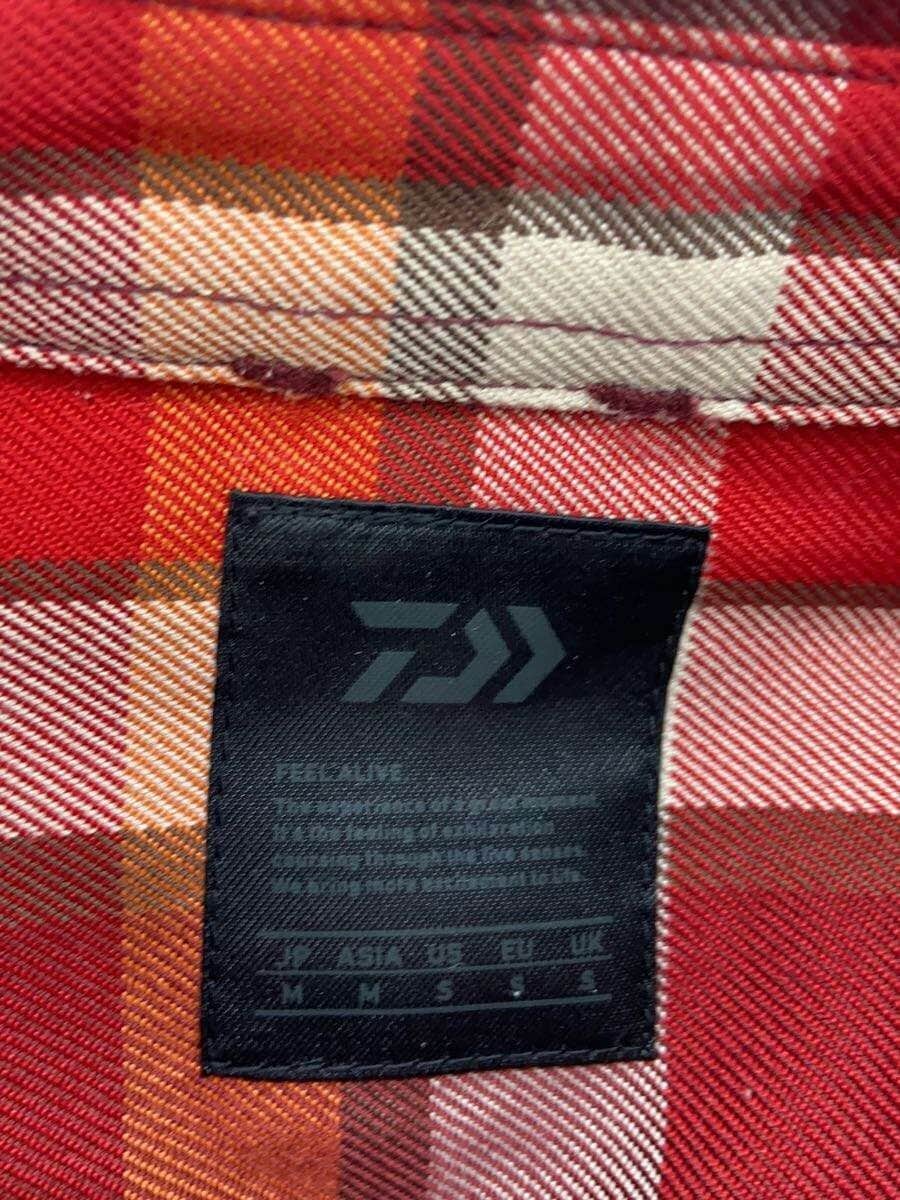 FEEL ALIVE
The experience of a great moment.
It's the feeling of exhilaration
coursing through the five senses.
We bring more excitement to life.
JP ASIA US EU UK
M M S S S